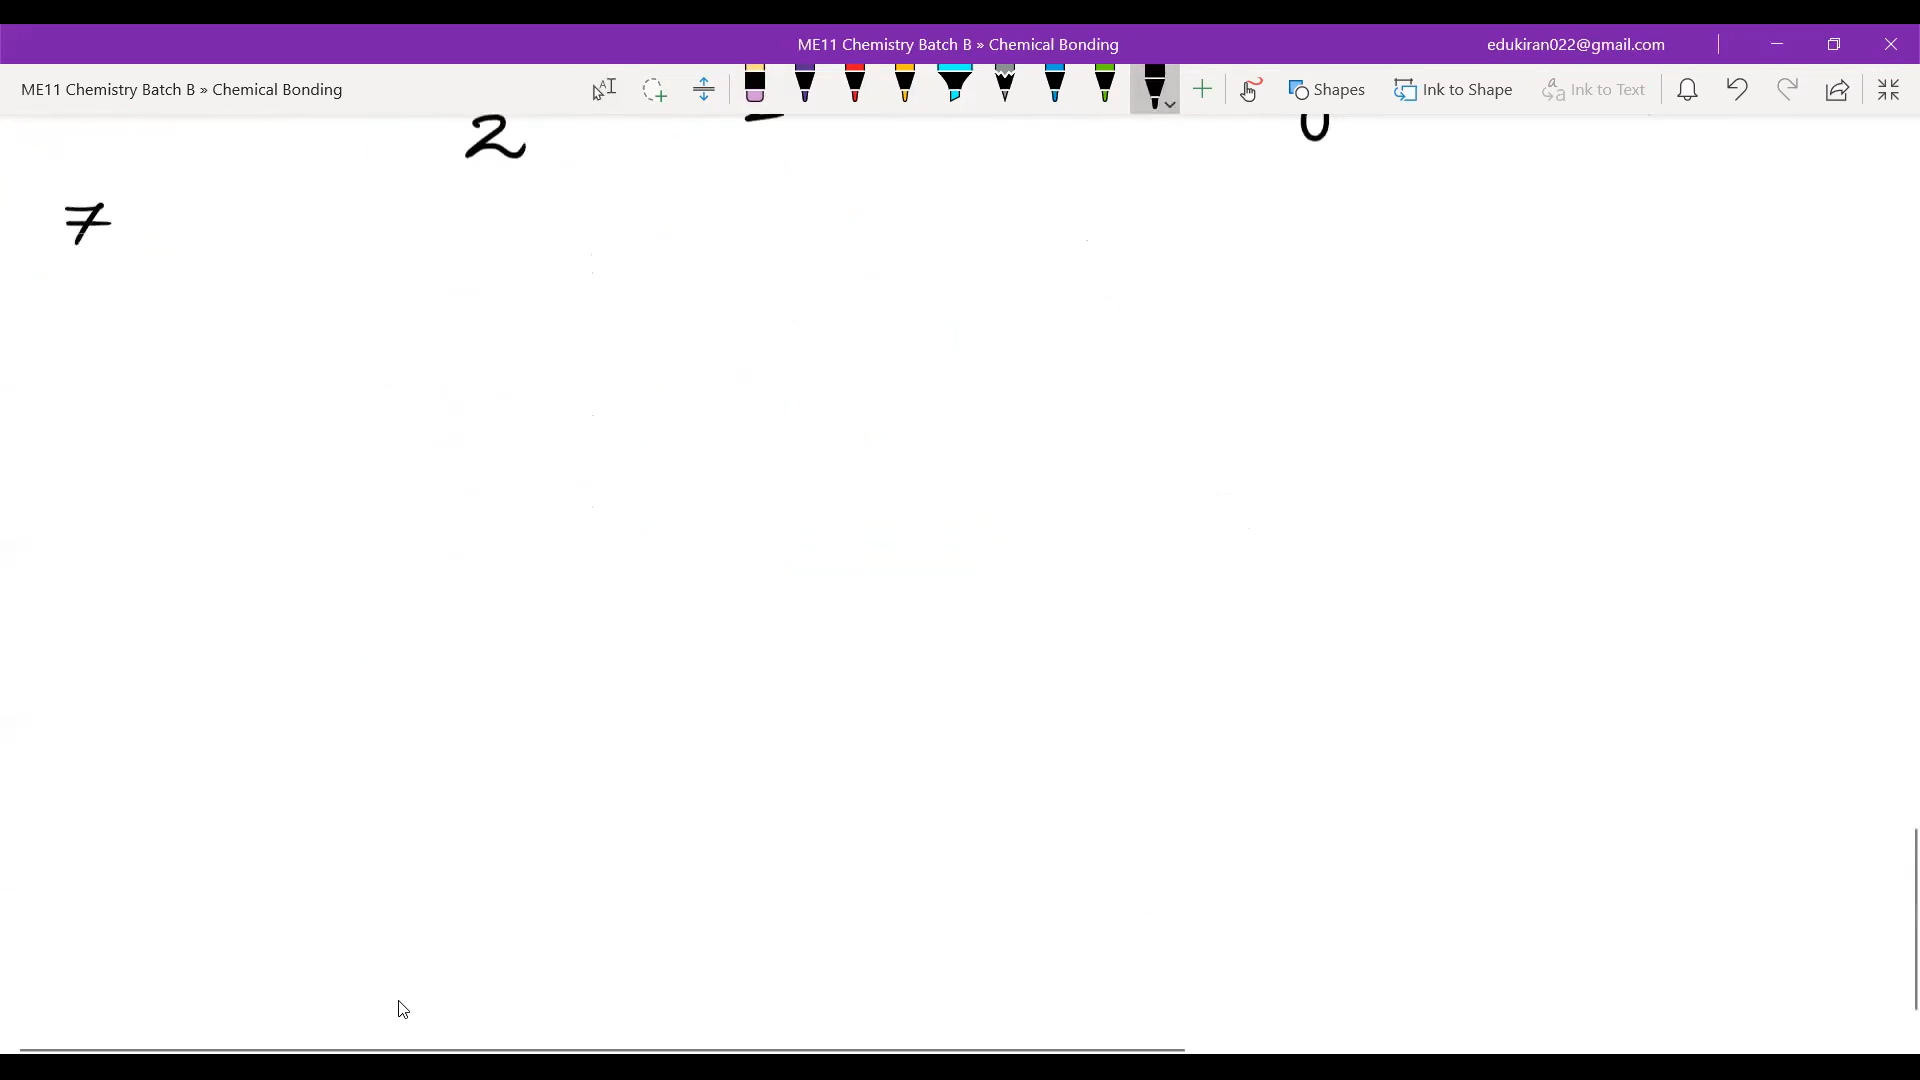 ME11 Chemistry Batch B » Chemical Bonding
edukiran022@gmail.com
ME11 Chemistry Batch B » Chemical Bonding
Shapes
Ink to Shape
Ink to Text
2
7